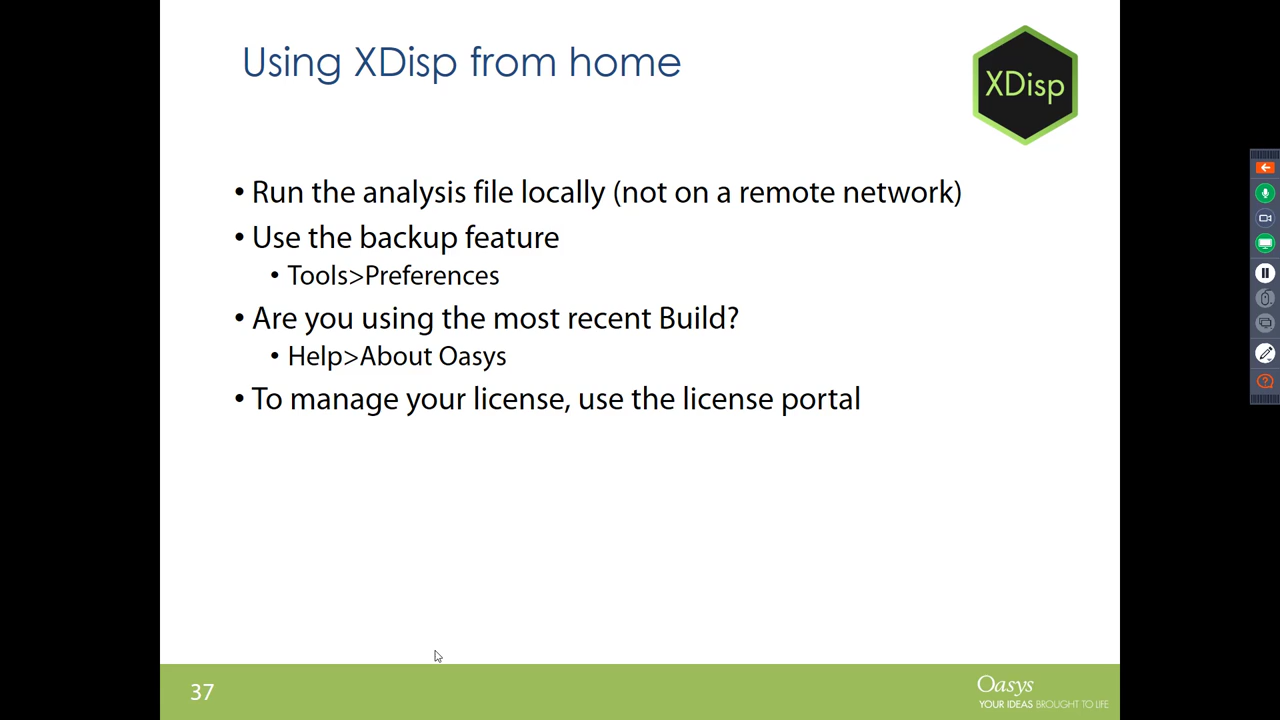 Using XDisp from home
XDisp
• Run the analysis file locally (not on a remote network)
• Use the backup feature
• Tools>Preferences
• Are you using the most recent Build?
• Help>About Oasys
• To manage your license, use the license portal
37
Oasys
YOUR IDEAS BROUGHT TO LIFE